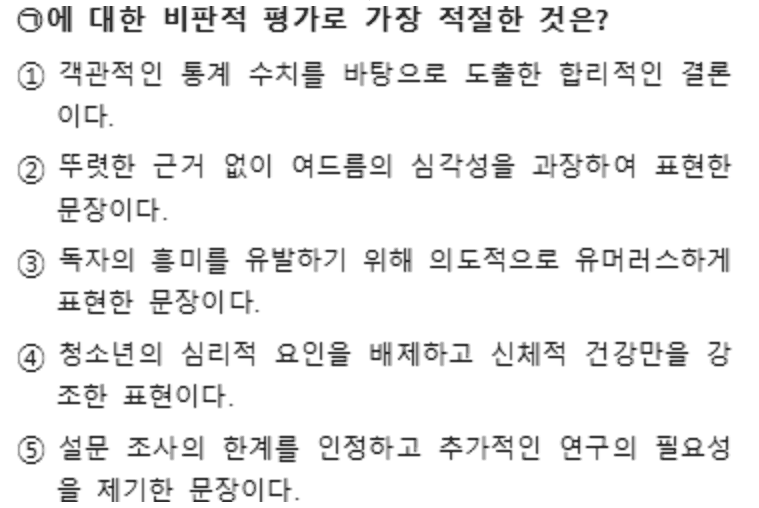 ㉠에 대한 비판적 평가로 가장 적절한 것은?
① 객관적인 통계 수치를 바탕으로 도출한 합리적인 결론
이다.
② 뚜렷한 근거 없이 여드름의 심각성을 과장하여 표현한
문장이다.
③ 독자의 흥미를 유발하기 위해 의도적으로 유머러스하게
표현한 문장이다.
④ 청소년의 심리적 요인을 배제하고 신체적 건강만을 강
조한 표현이다.
⑤ 설문 조사의 한계를 인정하고 추가적인 연구의 필요성
을 제기한 문장이다.